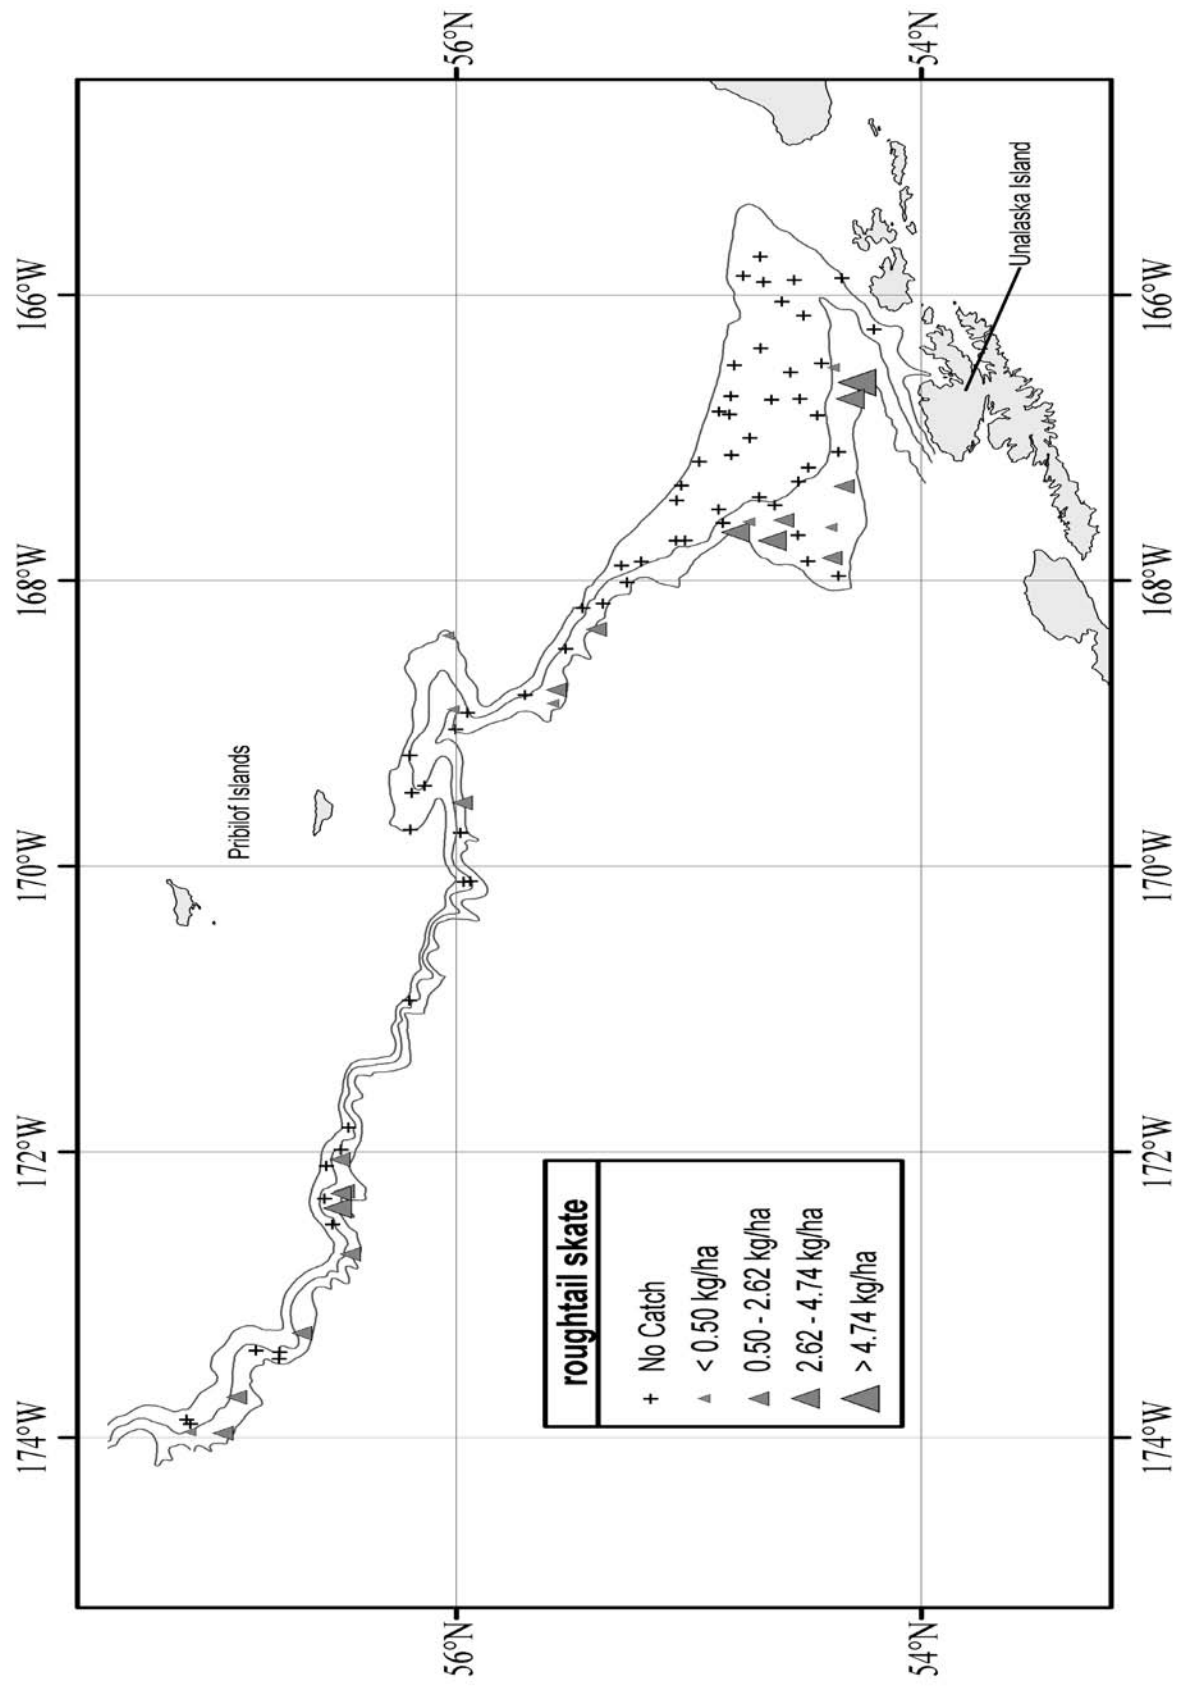 174°W
172°W
170°W
168°W
166°W
56°N
56°N
54°N
54°N
Pribilof Islands
Unalaska Island
roughtail skate
No Catch
< 0.50 kg/ha
0.50 - 2.62 kg/ha
2.62 - 4.74 kg/ha
> 4.74 kg/ha
174°W
172°W
170°W
168°W
166°W